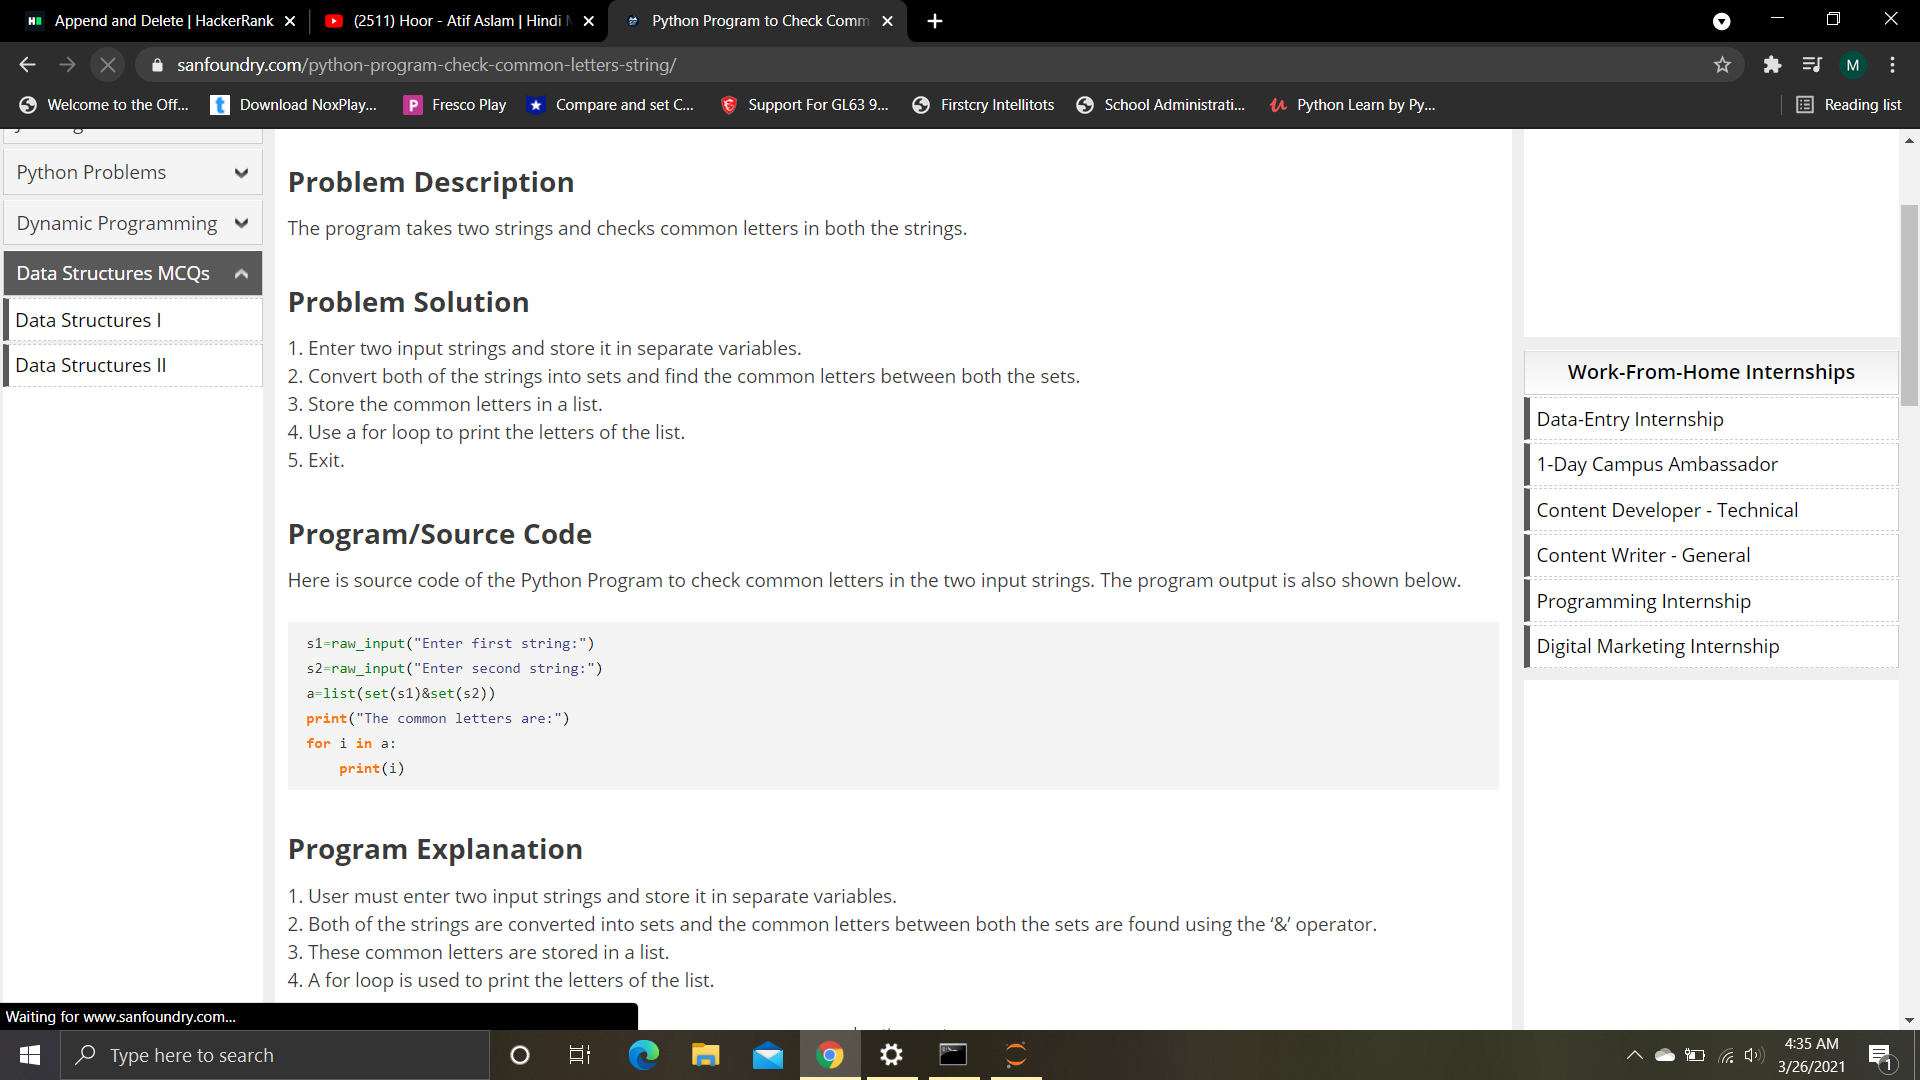 Append and Delete | HackerRank
(2511) Hoor - Atif Aslam | Hindi
Python Program to Check Comm
sanfoundry.com/python-program-check-common-letters-string/
M
Welcome to the Off...
Download NoxPlay...
Fresco Play
Compare and set C...
Support For GL63 9...
Firstcry Intellitots
School Administrati...
Python Learn by Py...
Reading list
Python Problems
Dynamic Programming
Data Structures MCQs
Data Structures I
Data Structures II
Problem Description
The program takes two strings and checks common letters in both the strings.
Problem Solution
1. Enter two input strings and store it in separate variables.
2. Convert both of the strings into sets and find the common letters between both the sets.
3. Store the common letters in a list.
4. Use a for loop to print the letters of the list.
5. Exit.
Program/Source Code
Here is source code of the Python Program to check common letters in the two input strings. The program output is also shown below.
s1=raw_input("Enter first string:")
s2=raw_input("Enter second string:")
a=list(set(s1)&set(s2))
print("The common letters are:")
for i in a:
    print(i)
Program Explanation
1. User must enter two input strings and store it in separate variables.
2. Both of the strings are converted into sets and the common letters between both the sets are found using the ‘&’ operator.
3. These common letters are stored in a list.
4. A for loop is used to print the letters of the list.
Work-From-Home Internships
Data-Entry Internship
1-Day Campus Ambassador
Content Developer - Technical
Content Writer - General
Programming Internship
Digital Marketing Internship
Waiting for www.sanfoundry.com...
Type here to search
4:35 AM
3/26/2021
1